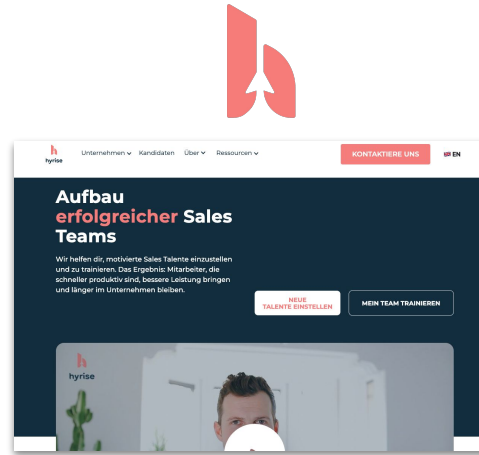 hyrise
Unternehmen
Kandidaten
Über
Ressourcen
KONTAKTIERE UNS
EN
Aufbau
erfolgreicher Sales
Teams
Wir helfen dir, motivierte Sales Talente einzustellen
und zu trainieren. Das Ergebnis: Mitarbeiter, die
schneller produktiv sind, bessere Leistung bringen
und länger im Unternehmen bleiben.
NEUE
TALENTE EINSTELLEN
MEIN TEAM TRAINIEREN
hyrise